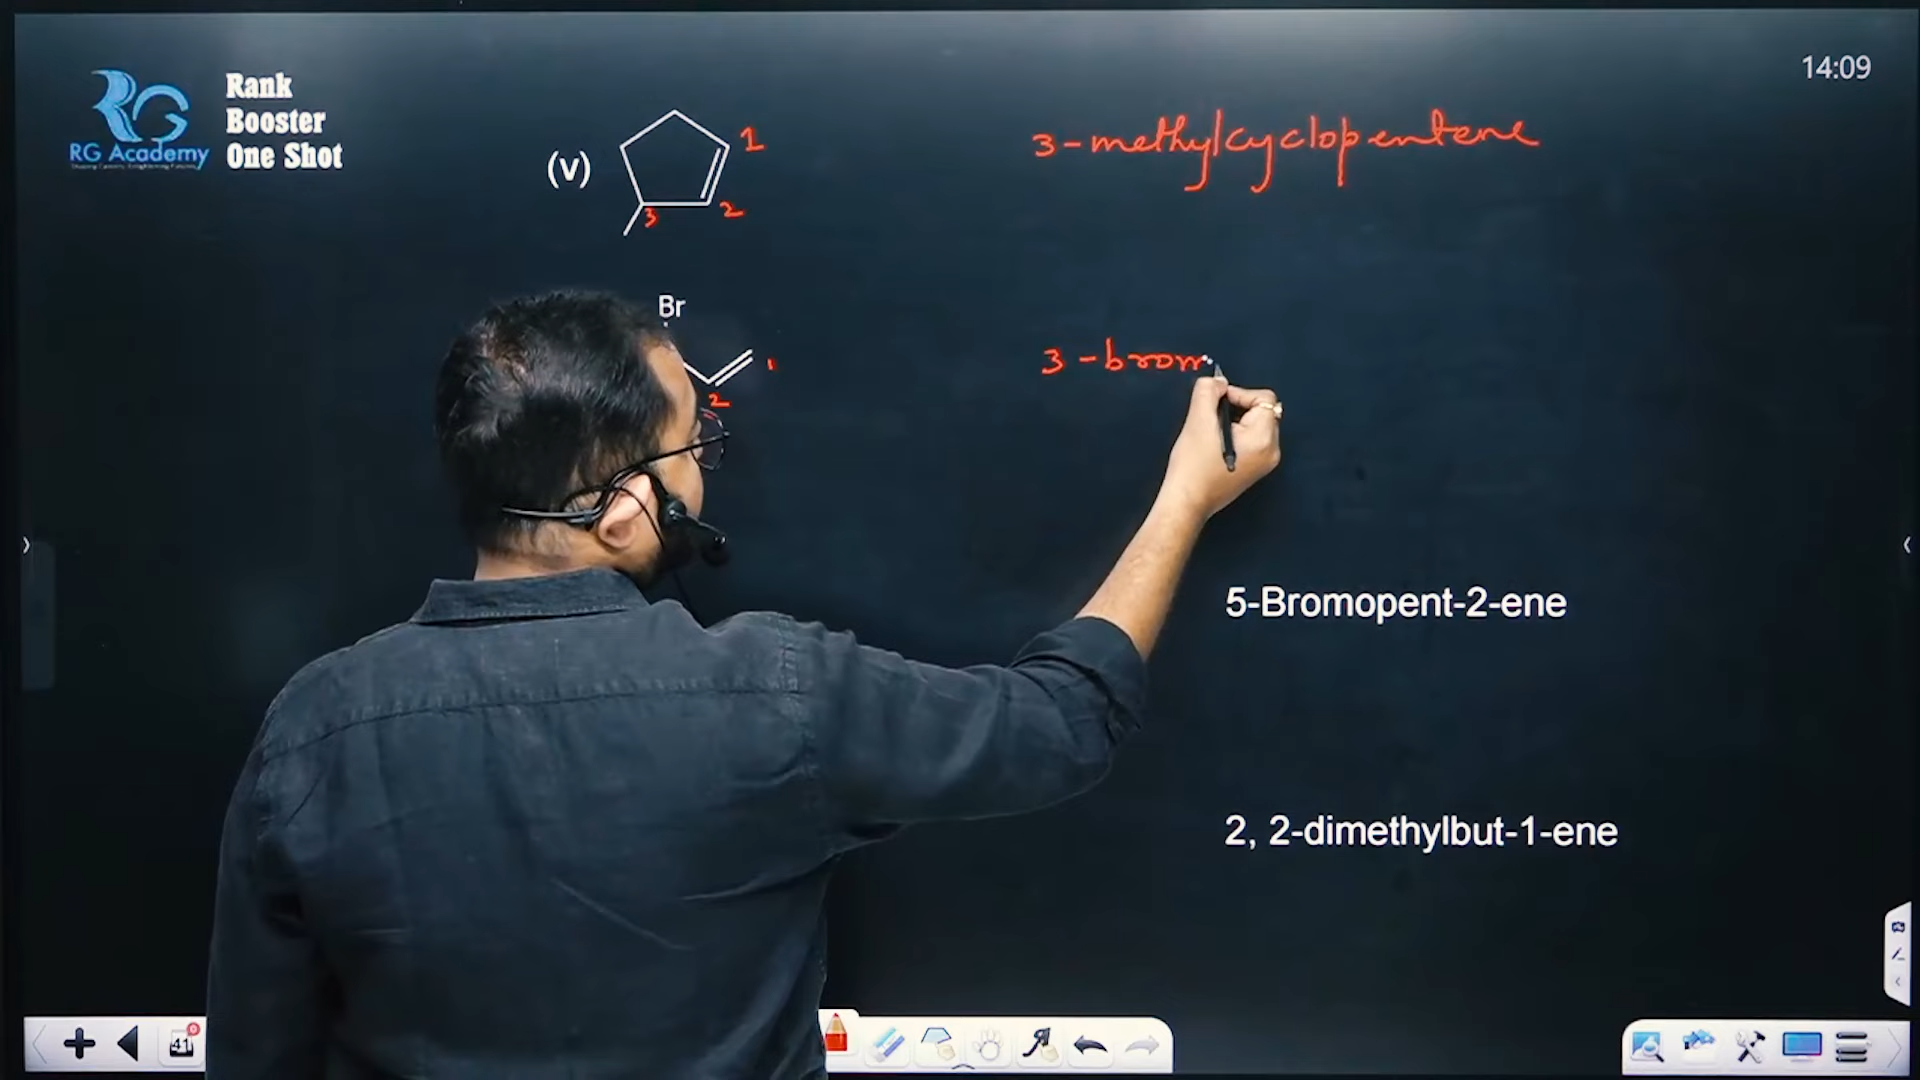 14:09
Rank
Booster
One Shot
RG Academy
(v)
1
2
3
3-methylcyclopentene
Br
1
2
3-brom
5-Bromopent-2-ene
2, 2-dimethylbut-1-ene
41